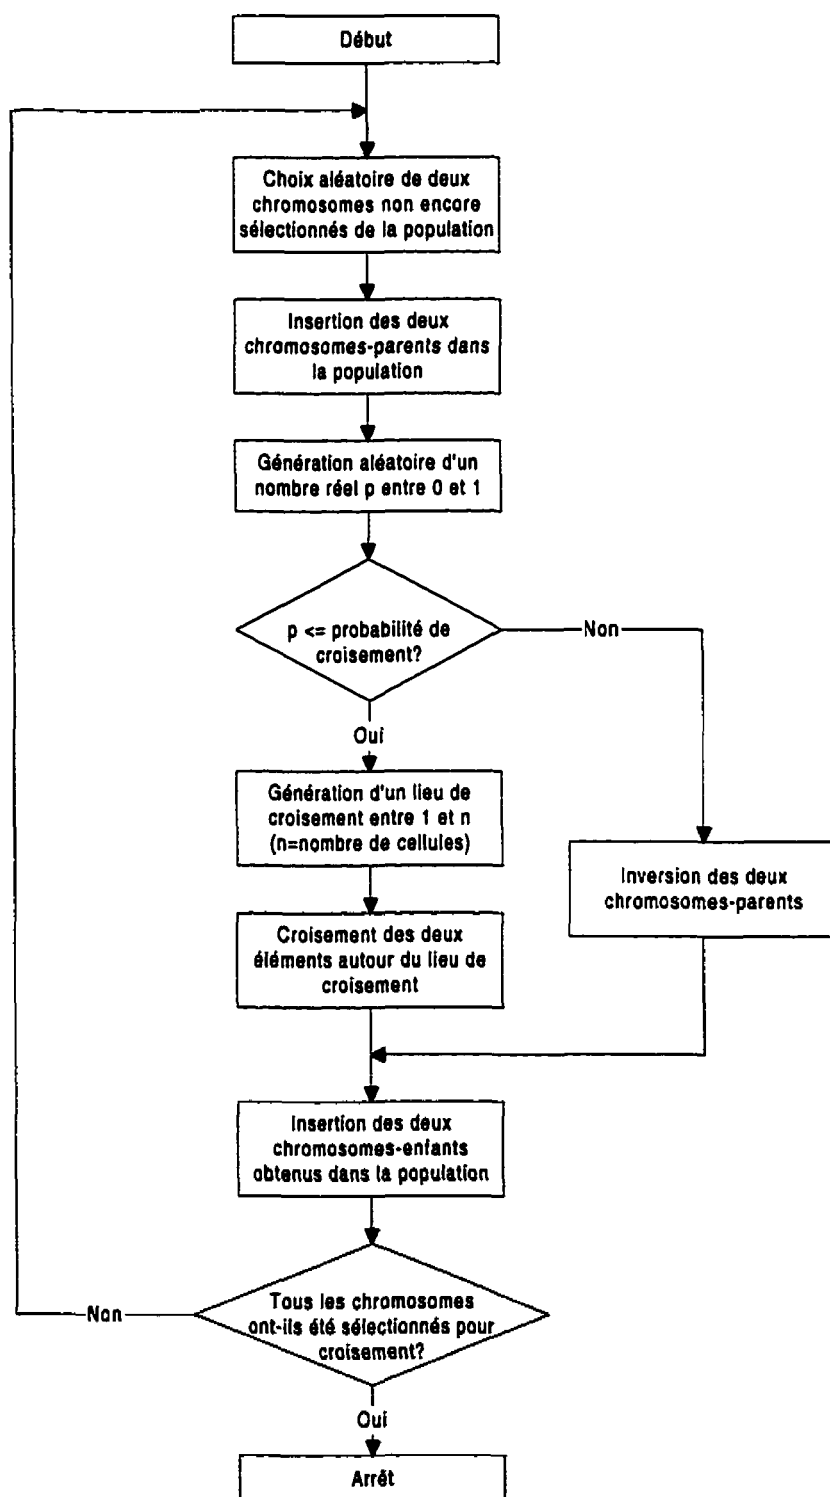 Début
Choix aléatoire de deux
chromosomes non encore
sélectionnés de la population
Insertion des deux
chromosomes-parents dans
la population
Génération aléatoire d'un
nombre réel p entre 0 et 1
p <= probabilité de
croisement?
Non
Oui
Génération d'un lieu de
croisement entre 1 et n
(n=nombre de cellules)
Inversion des deux
chromosomes-parents
Croisement des deux
éléments autour du lieu de
croisement
Insertion des deux
chromosomes-enfants
obtenus dans la population
Tous les chromosomes
ont-ils été sélectionnés pour
croisement?
Non
Oui
Arrêt